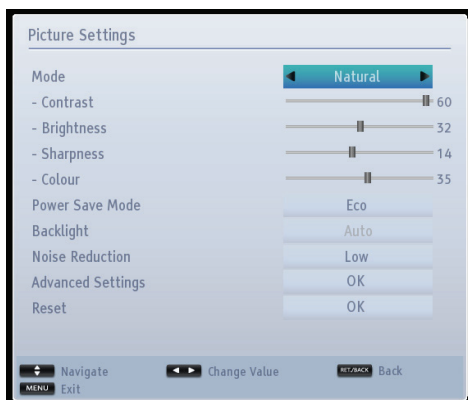 Picture Settings
Mode Natural
- Contrast 60
- Brightness 32
- Sharpness 14
- Colour 35
Power Save Mode Eco
Backlight Auto
Noise Reduction Low
Advanced Settings OK
Reset OK
Navigate Change Value RET./BACK Back
MENU Exit